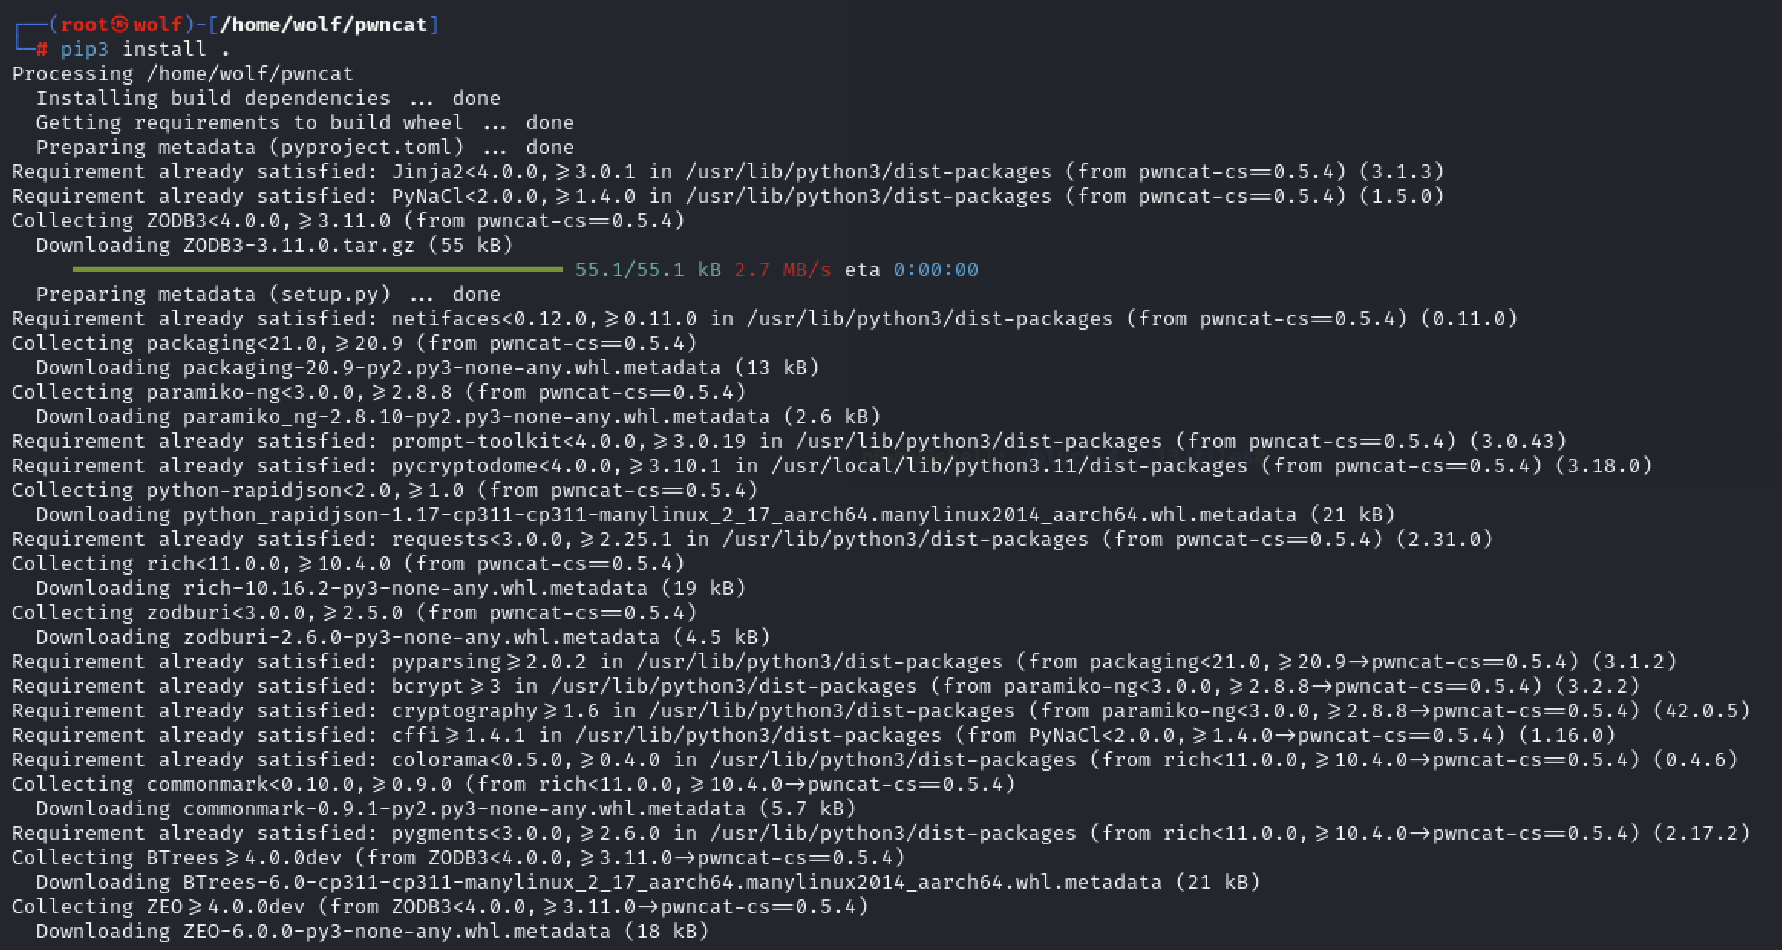 ┌──(root㉿wolf)-[/home/wolf/pwncat]
└─# pip3 install .
Processing /home/wolf/pwncat
  Installing build dependencies ... done
  Getting requirements to build wheel ... done
  Preparing metadata (pyproject.toml) ... done
Requirement already satisfied: Jinja2<4.0.0,>=3.0.1 in /usr/lib/python3/dist-packages (from pwncat-cs==0.5.4) (3.1.3)
Requirement already satisfied: PyNaCl<2.0.0,>=1.4.0 in /usr/lib/python3/dist-packages (from pwncat-cs==0.5.4) (1.5.0)
Collecting ZODB3<4.0.0,>=3.11.0 (from pwncat-cs==0.5.4)
  Downloading ZODB3-3.11.0.tar.gz (55 kB)
55.1/55.1 kB 2.7 MB/s eta 0:00:00
  Preparing metadata (setup.py) ... done
Requirement already satisfied: netifaces<0.12.0,>=0.11.0 in /usr/lib/python3/dist-packages (from pwncat-cs==0.5.4) (0.11.0)
Collecting packaging<21.0,>=20.9 (from pwncat-cs==0.5.4)
  Downloading packaging-20.9-py2.py3-none-any.whl.metadata (13 kB)
Collecting paramiko-ng<3.0.0,>=2.8.8 (from pwncat-cs==0.5.4)
  Downloading paramiko_ng-2.8.10-py2.py3-none-any.whl.metadata (2.6 kB)
Requirement already satisfied: prompt-toolkit<4.0.0,>=3.0.19 in /usr/lib/python3/dist-packages (from pwncat-cs==0.5.4) (3.0.43)
Requirement already satisfied: pycryptodome<4.0.0,>=3.10.1 in /usr/local/lib/python3.11/dist-packages (from pwncat-cs==0.5.4) (3.18.0)
Collecting python-rapidjson<2.0,>=1.0 (from pwncat-cs==0.5.4)
  Downloading python_rapidjson-1.17-cp311-cp311-manylinux_2_17_aarch64.manylinux2014_aarch64.whl.metadata (21 kB)
Requirement already satisfied: requests<3.0.0,>=2.25.1 in /usr/lib/python3/dist-packages (from pwncat-cs==0.5.4) (2.31.0)
Collecting rich<11.0.0,>=10.4.0 (from pwncat-cs==0.5.4)
  Downloading rich-10.16.2-py3-none-any.whl.metadata (19 kB)
Collecting zodburi<3.0.0,>=2.5.0 (from pwncat-cs==0.5.4)
  Downloading zodburi-2.6.0-py3-none-any.whl.metadata (4.5 kB)
Requirement already satisfied: pyparsing>=2.0.2 in /usr/lib/python3/dist-packages (from packaging<21.0,>=20.9->pwncat-cs==0.5.4) (3.1.2)
Requirement already satisfied: bcrypt>=3 in /usr/lib/python3/dist-packages (from paramiko-ng<3.0.0,>=2.8.8->pwncat-cs==0.5.4) (3.2.2)
Requirement already satisfied: cryptography>=1.6 in /usr/lib/python3/dist-packages (from paramiko-ng<3.0.0,>=2.8.8->pwncat-cs==0.5.4) (42.0.5)
Requirement already satisfied: cffi>=1.4.1 in /usr/lib/python3/dist-packages (from PyNaCl<2.0.0,>=1.4.0->pwncat-cs==0.5.4) (1.16.0)
Requirement already satisfied: colorama<0.5.0,>=0.4.0 in /usr/lib/python3/dist-packages (from rich<11.0.0,>=10.4.0->pwncat-cs==0.5.4) (0.4.6)
Collecting commonmark<0.10.0,>=0.9.0 (from rich<11.0.0,>=10.4.0->pwncat-cs==0.5.4)
  Downloading commonmark-0.9.1-py2.py3-none-any.whl.metadata (5.7 kB)
Requirement already satisfied: pygments<3.0.0,>=2.6.0 in /usr/lib/python3/dist-packages (from rich<11.0.0,>=10.4.0->pwncat-cs==0.5.4) (2.17.2)
Collecting BTrees>=4.0.0dev (from ZODB3<4.0.0,>=3.11.0->pwncat-cs==0.5.4)
  Downloading BTrees-6.0-cp311-cp311-manylinux_2_17_aarch64.manylinux2014_aarch64.whl.metadata (21 kB)
Collecting ZEO>=4.0.0dev (from ZODB3<4.0.0,>=3.11.0->pwncat-cs==0.5.4)
  Downloading ZEO-6.0.0-py3-none-any.whl.metadata (18 kB)